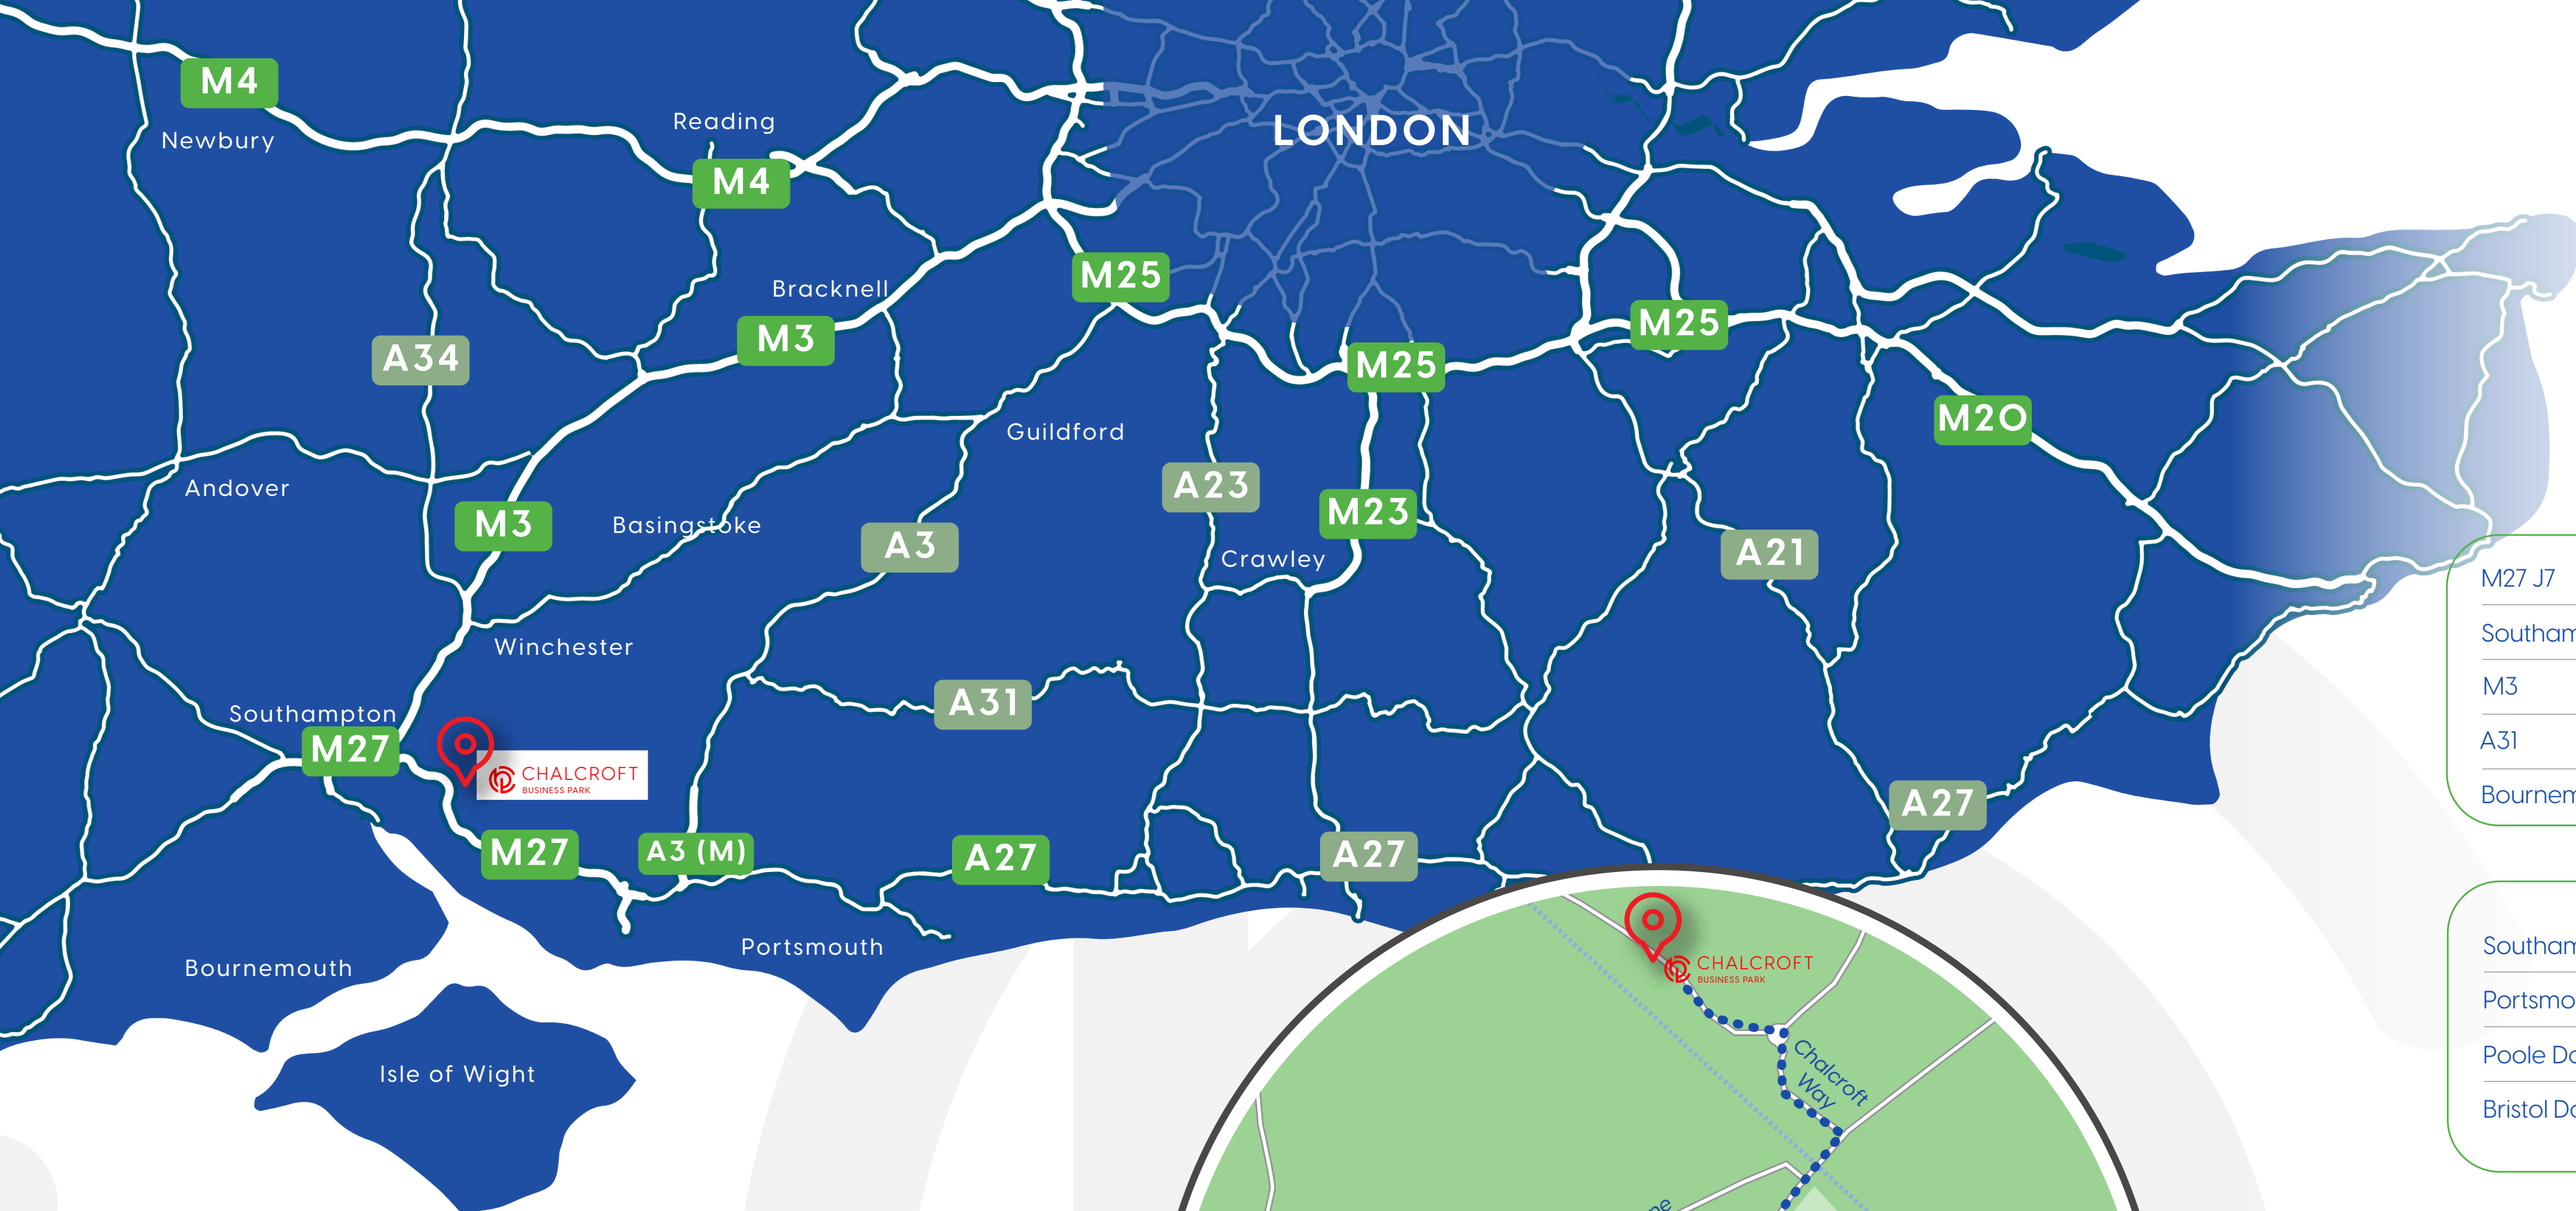 M4
Newbury
Reading
M4
LONDON
M25
Bracknell
M3
A34
M25
M25
M20
Guildford
Andover
A23
M3
Basingstoke
A3
M23
Crawley
A21
M27 J7
Winchester
A31
M3
Southampton
M27
CHALCROFT
BUSINESS PARK
A31
A27
M27
A3 (M)
A27
A27
Portsmouth
Bournemouth
Isle of Wight
CHALCROFT
BUSINESS PARK
Chalcroft
Way